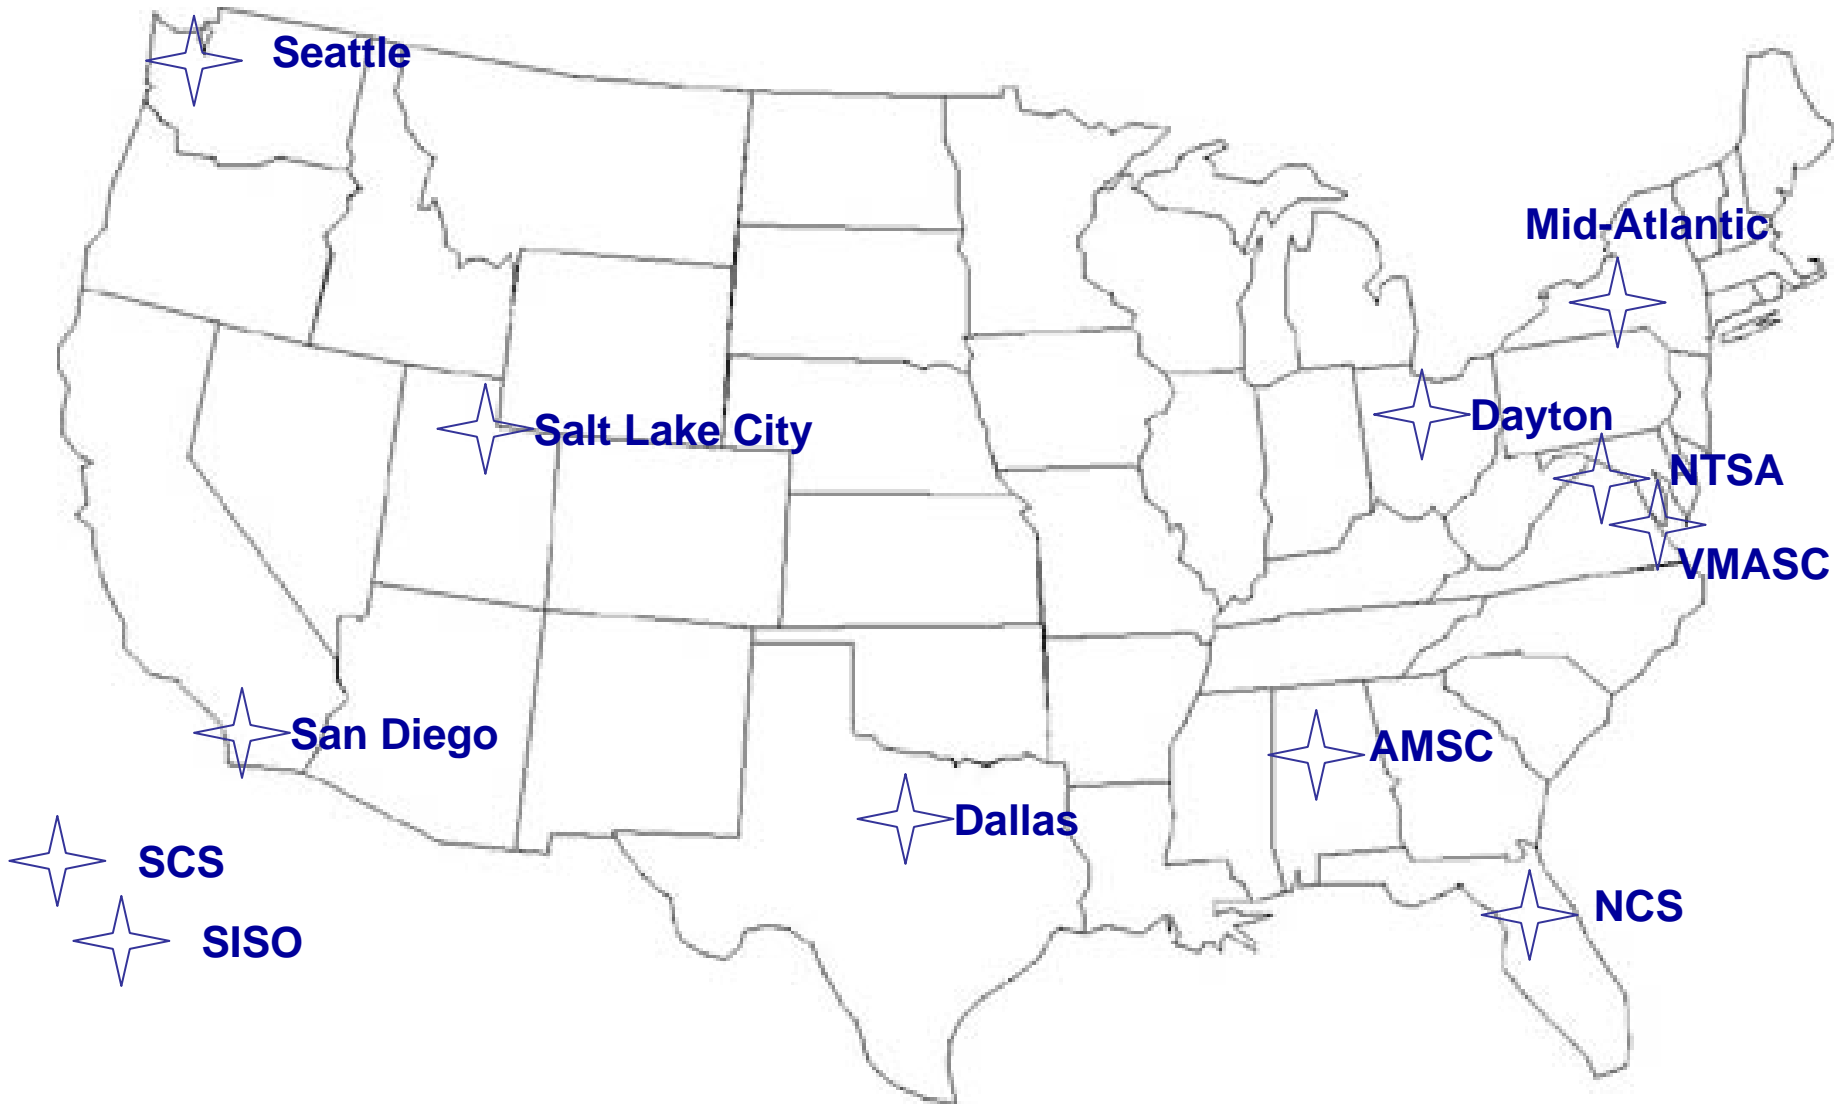 Seattle
Mid-Atlantic
Salt Lake City
Dayton
NTSA
VMASC
San Diego
AMSC
Dallas
SCS
NCS
SISO